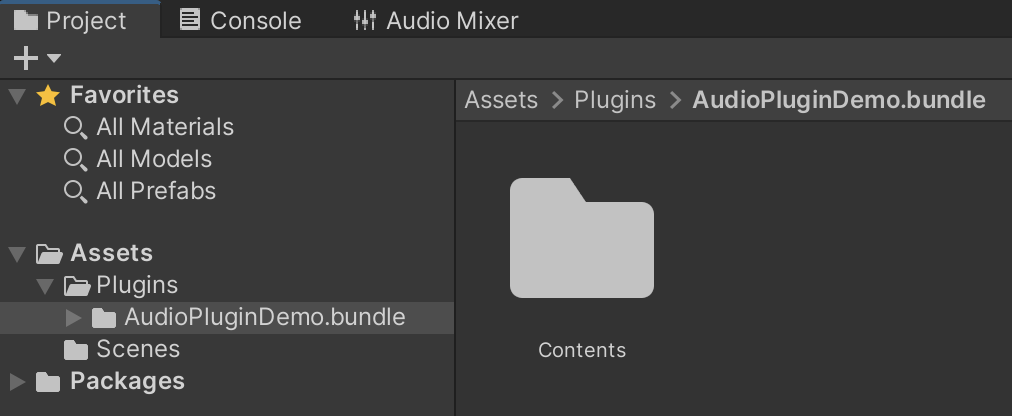 Project Console Audio Mixer
Favorites
All Materials
All Models
All Prefabs
Assets
Plugins
AudioPluginDemo.bundle
Scenes
Packages
Assets > Plugins > AudioPluginDemo.bundle
Contents